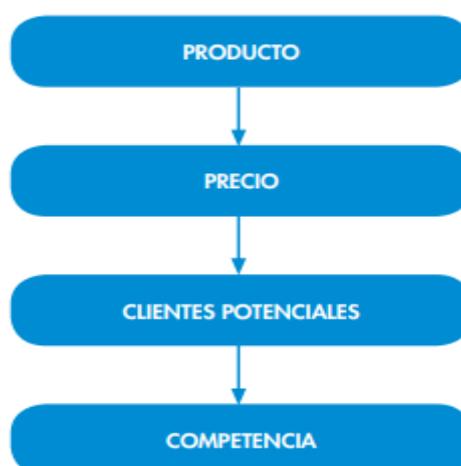 PRODUCTO
PRECIO
CLIENTES POTENCIALES
COMPETENCIA